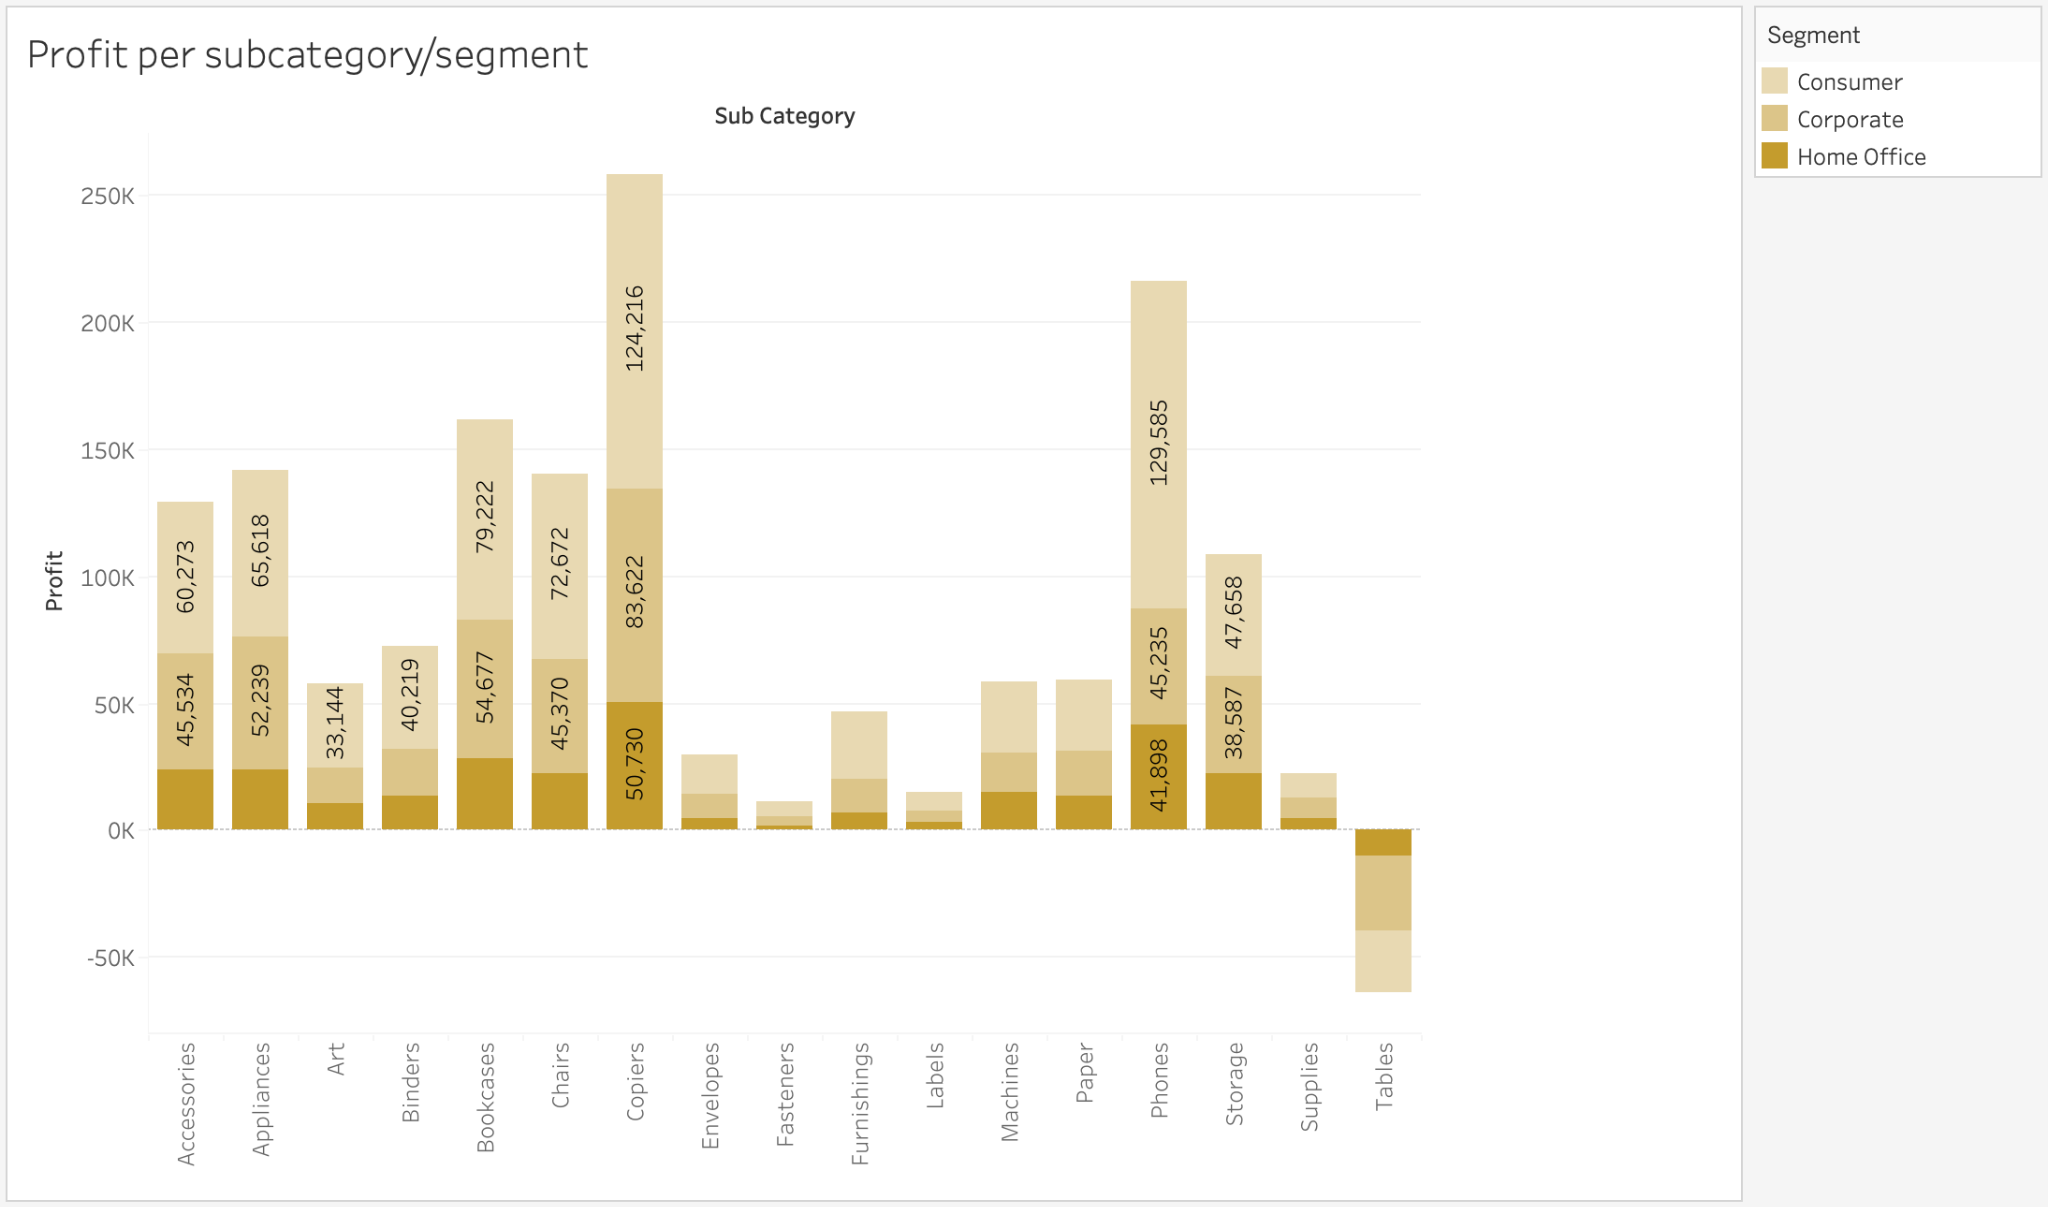 Profit per subcategory/segment
Sub Category
Profit
250K
200K
150K
100K
50K
0K
-50K
60,273
45,534
65,618
52,239
33,144
40,219
79,222
54,677
72,672
45,370
124,216
83,622
50,730
129,585
45,235
41,898
47,658
38,587
Accessories
Appliances
Art
Binders
Bookcases
Chairs
Copiers
Envelopes
Fasteners
Furnishings
Labels
Machines
Paper
Phones
Storage
Supplies
Tables
Segment
Consumer
Corporate
Home Office